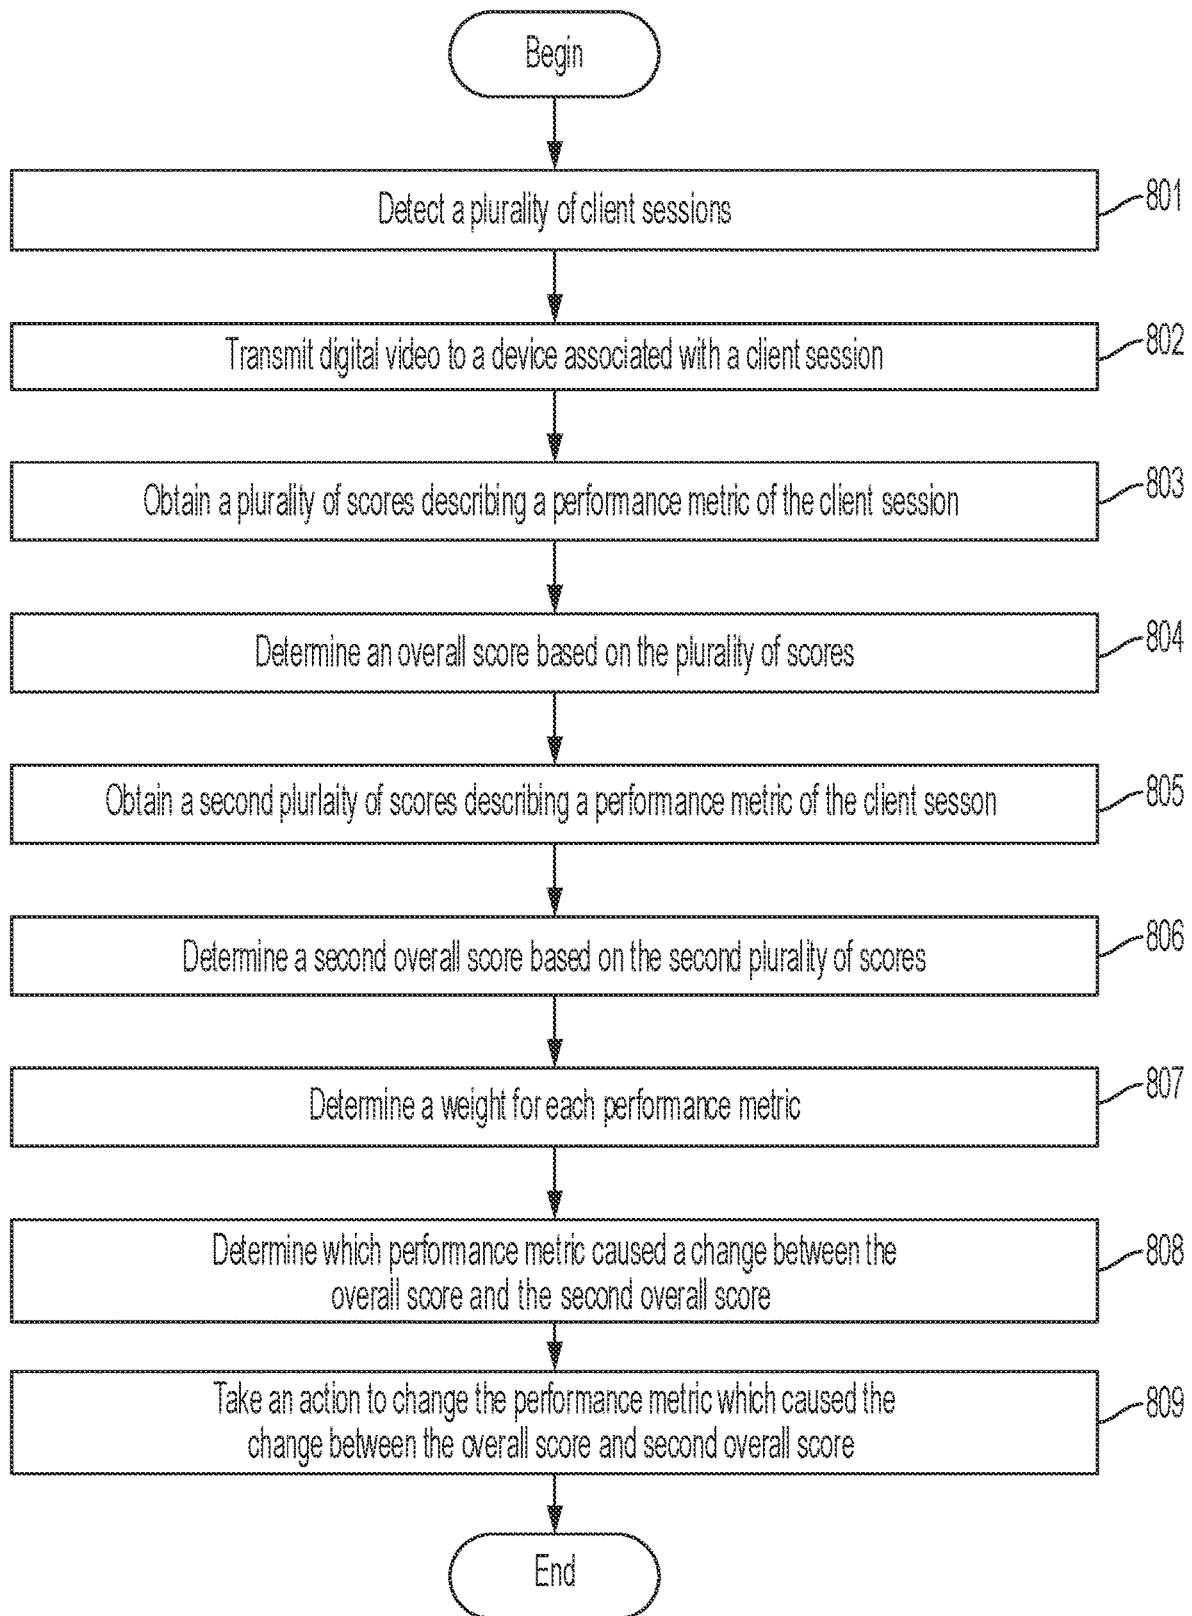 Begin
Detect a plurality of client sessions
801
Transmit digital video to a device associated with a client session
802
Obtain a plurality of scores describing a performance metric of the client session
803
Determine an overall score based on the plurality of scores
804
Obtain a second plurlaity of scores describing a performance metric of the client sesson
805
Determine a second overall score based on the second plurality of scores
806
Determine a weight for each performance metric
807
Determine which performance metric caused a change between the
overall score and the second overall score
808
Take an action to change the performance metric which caused the
change between the overall score and second overall score
809
End